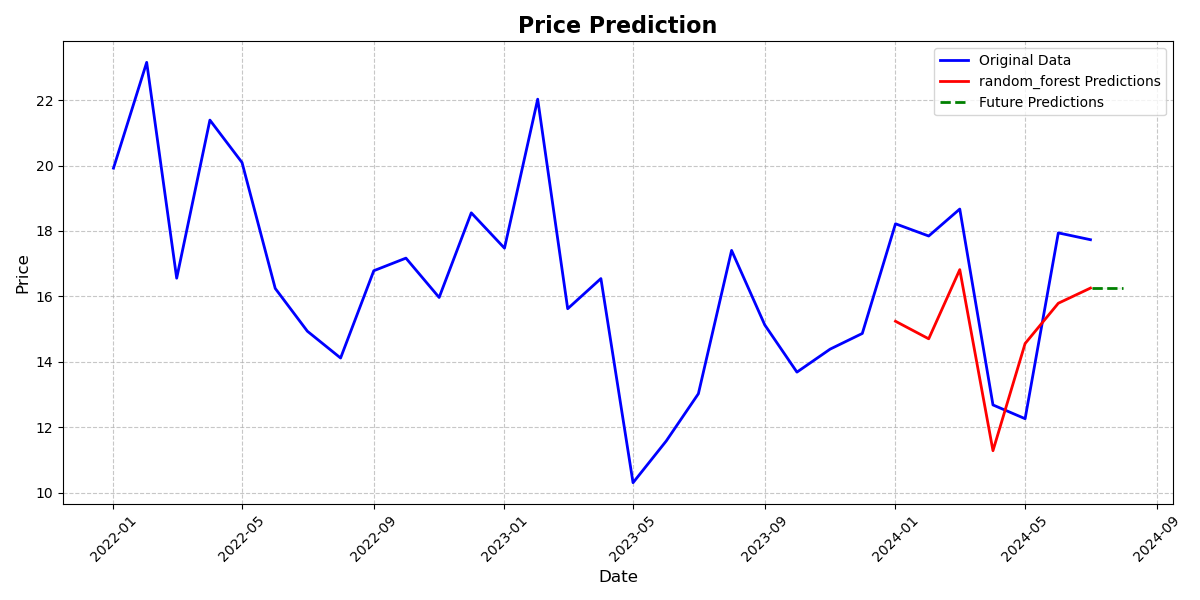 Price Prediction
Original Data
random_forest Predictions
Future Predictions
Price
22
20
18
16
14
12
10
2022-01
2022-05
2022-09
2023-01
2023-05
2023-09
2024-01
2024-05
2024-09
Date